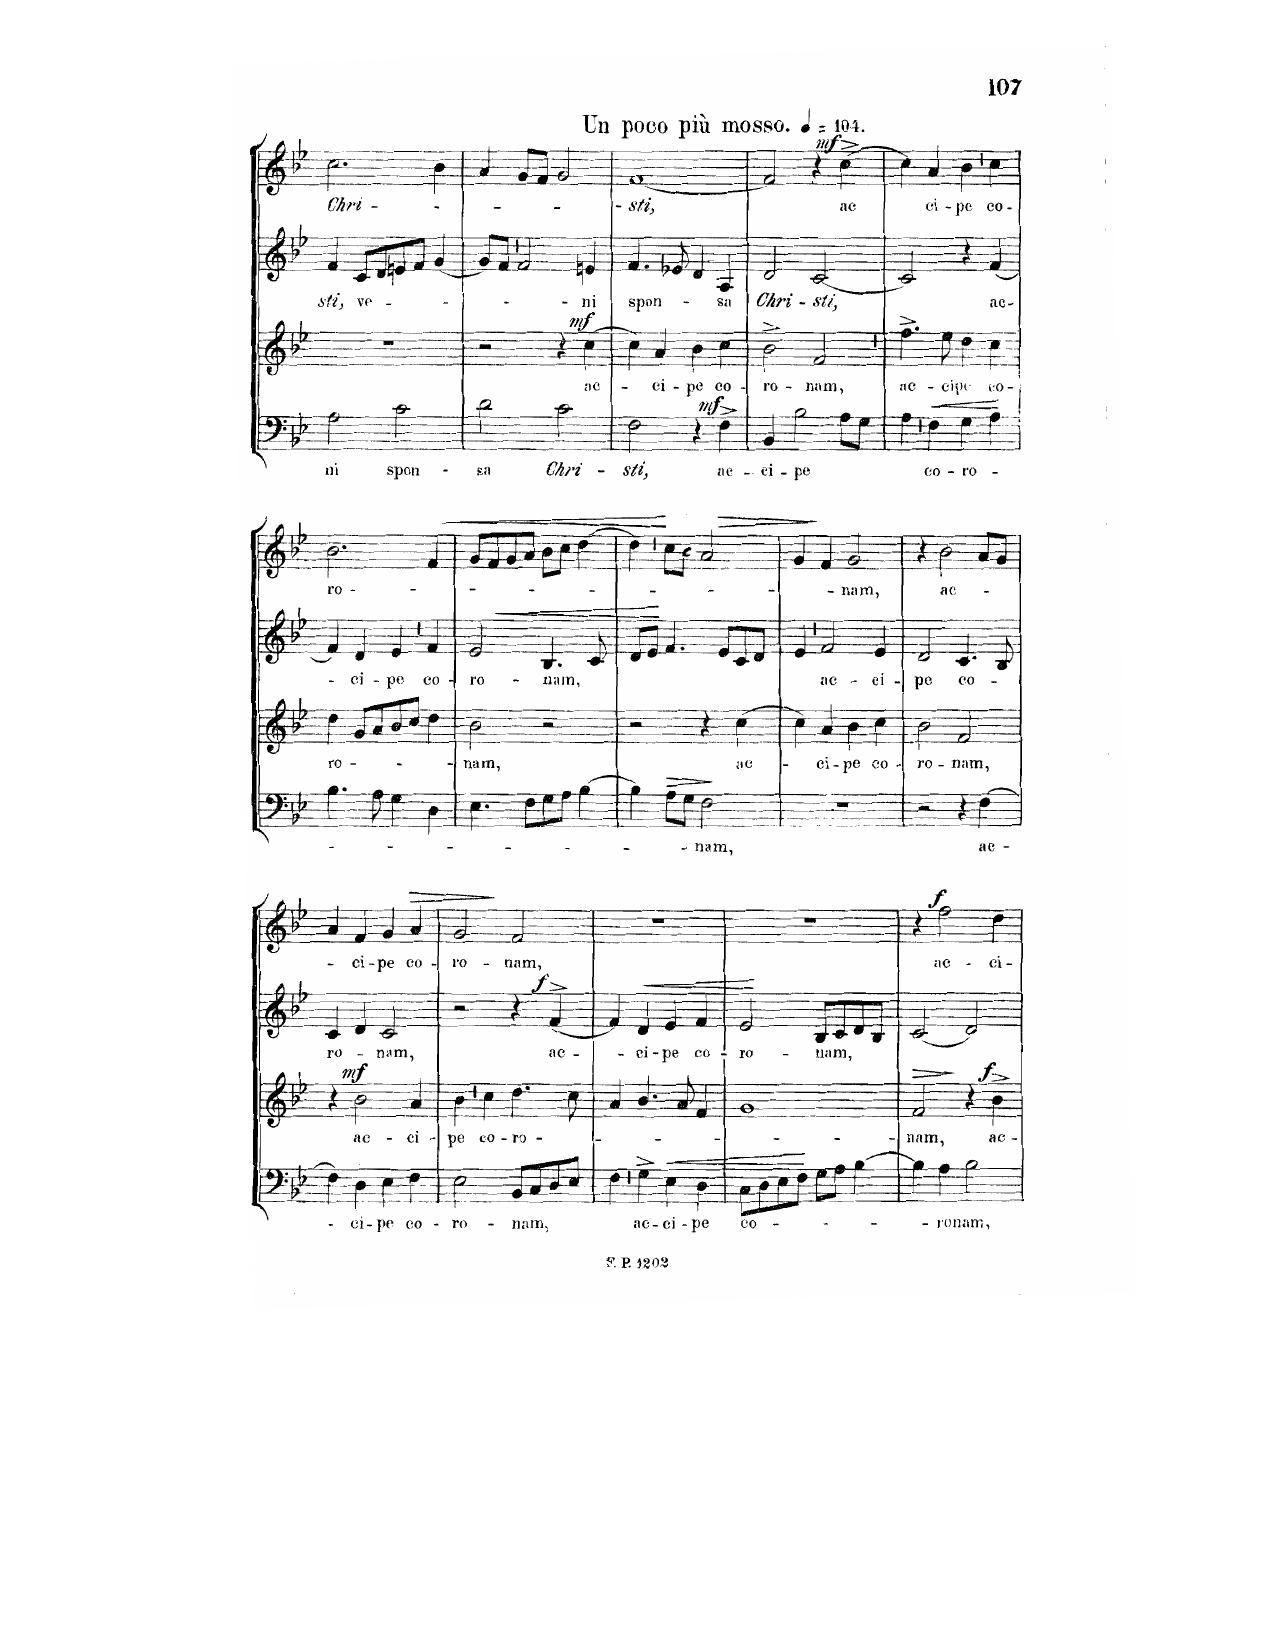 107
Un poco più mosso. ♩ = 104.
mf
Chri - - - - - sti, ac ci - pe co -
sti, ve - - - - ni spon - sa Chri - sti, ac -
mf
ac - ci - pe co - ro - nam, ac - cipe co -
mf
ni spon - sa Chri - sti, ac - ci - pe co - ro -
ro - - - - - - - - nam, ac -
- ci - pe co - ro - nam, ac - ci - pe co -
ro - - - nam, ac - ci - pe co - ro - nam,
- - - - - - - nam, ac -
f
- ci - pe co - ro - nam, ac - ci -
f
ro - nam, ac - - ci - pe co - ro - nam,
mf f
ac - ci - pe co - ro - - - - - nam, ac -
- ci - pe co - ro - nam, ac - ci - pe co - - - - ronam,
F. P. 1202